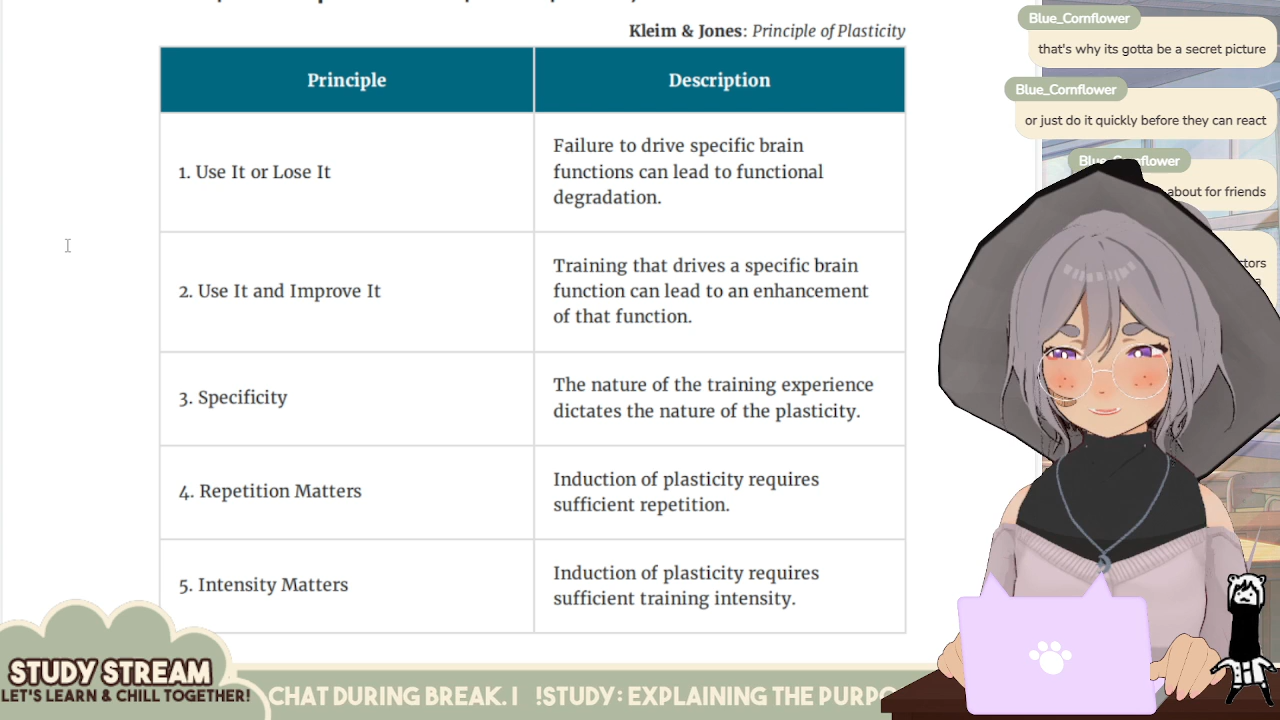 Kleim & Jones: Principle of Plasticity
Principle
Description
1. Use It or Lose It
Failure to drive specific brain
functions can lead to functional
degradation.
2. Use It and Improve It
Training that drives a specific brain
function can lead to an enhancement
of that function.
3. Specificity
The nature of the training experience
dictates the nature of the plasticity.
4. Repetition Matters
Induction of plasticity requires
sufficient repetition.
5. Intensity Matters
Induction of plasticity requires
sufficient training intensity.
Blue_Cornflower
that's why its gotta be a secret picture
Blue_Cornflower
or just do it quickly before they can react
about for friends
STUDY STREAM
LET'S LEARN & CHILL TOGETHER!
CHAT DURING BREAK. I !STUDY: EXPLAINING THE